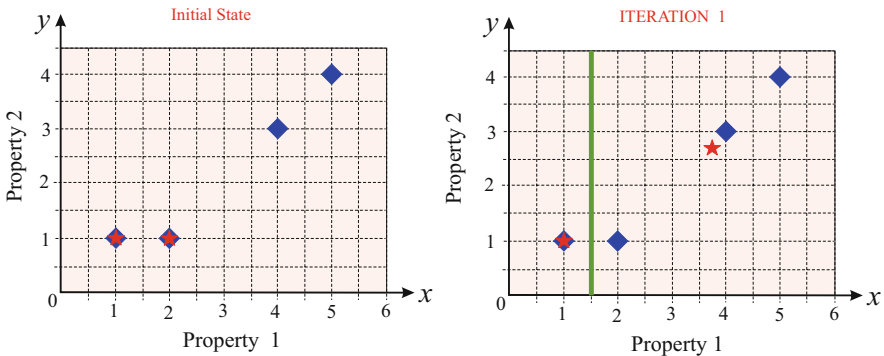 Initial State
y
4
3
2
1
0
Property 2
1 2 3 4 5 6
x
Property 1
ITERATION 1
y
4
3
2
1
0
Property 2
1 2 3 4 5 6
x
Property 1